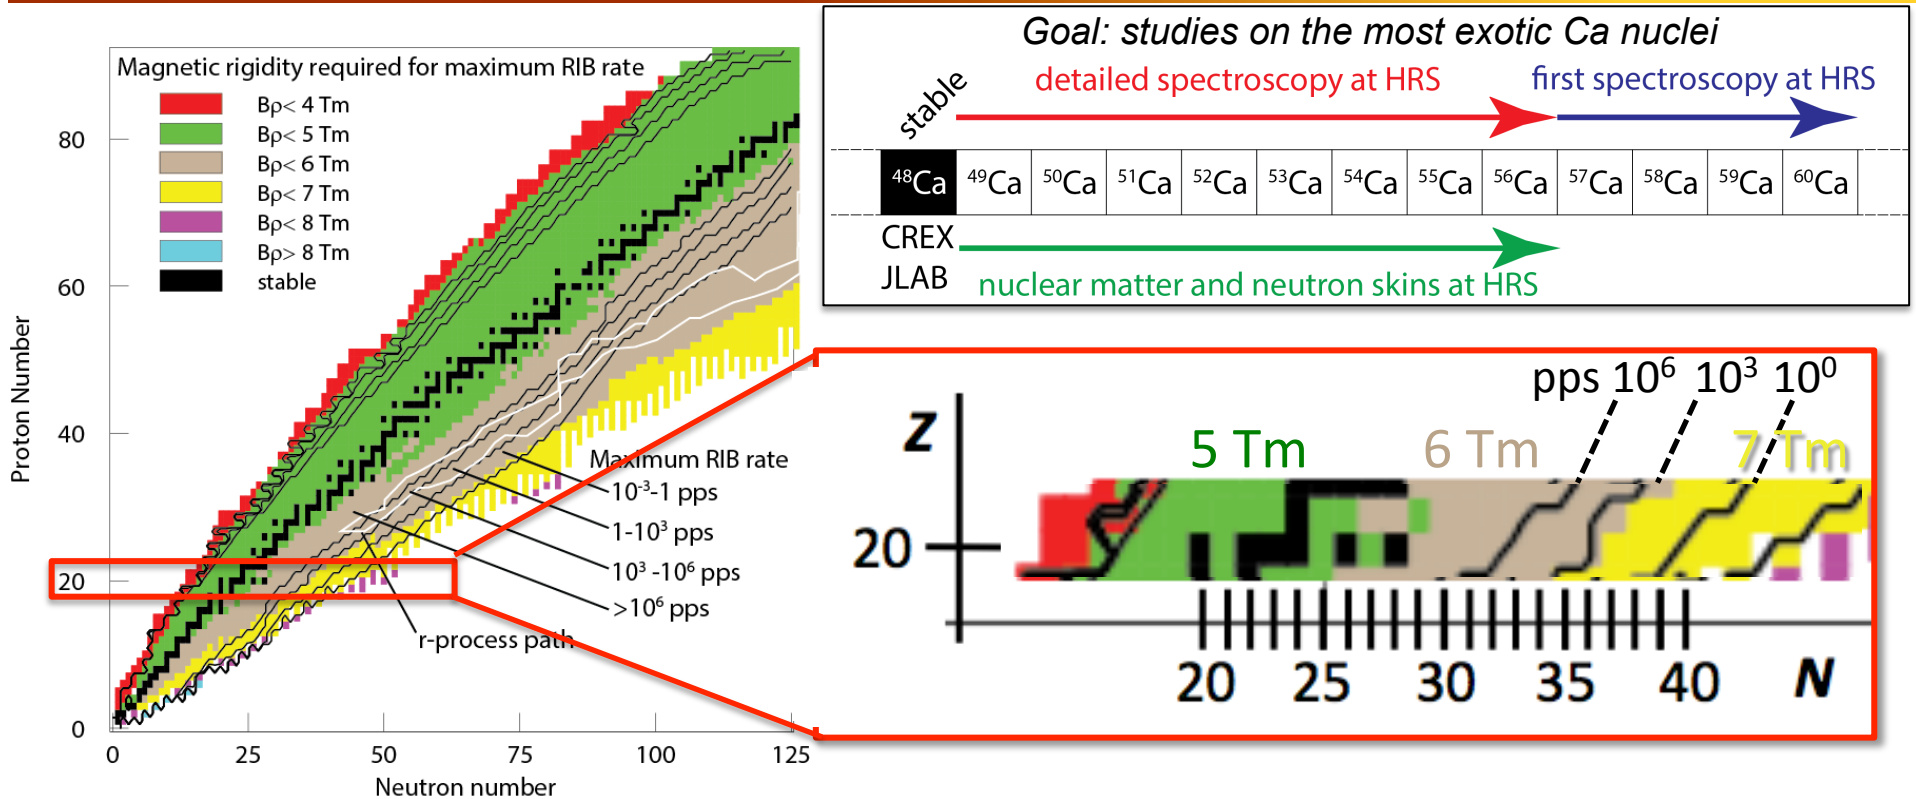 Magnetic rigidity required for maximum RIB rate
Bρ< 4 Tm
Bρ< 5 Tm
Bρ< 6 Tm
Bρ< 7 Tm
Bρ< 8 Tm
Bρ> 8 Tm
stable
Proton Number
80
60
40
20
0
0 25 50 75 100 125
Neutron number
Maximum RIB rate
10⁻³-1 pps
1-10³ pps
10³ -10⁶ pps
>10⁶ pps
r-process path
Goal: studies on the most exotic Ca nuclei
stable
detailed spectroscopy at HRS
first spectroscopy at HRS
⁴⁸Ca ⁴⁹Ca ⁵⁰Ca ⁵¹Ca ⁵²Ca ⁵³Ca ⁵⁴Ca ⁵⁵Ca ⁵⁶Ca ⁵⁷Ca ⁵⁸Ca ⁵⁹Ca ⁶⁰Ca
CREX
JLAB
nuclear matter and neutron skins at HRS
pps 10⁶ 10³ 10⁰
Z
5 Tm 6 Tm 7 Tm
20
20 25 30 35 40 N